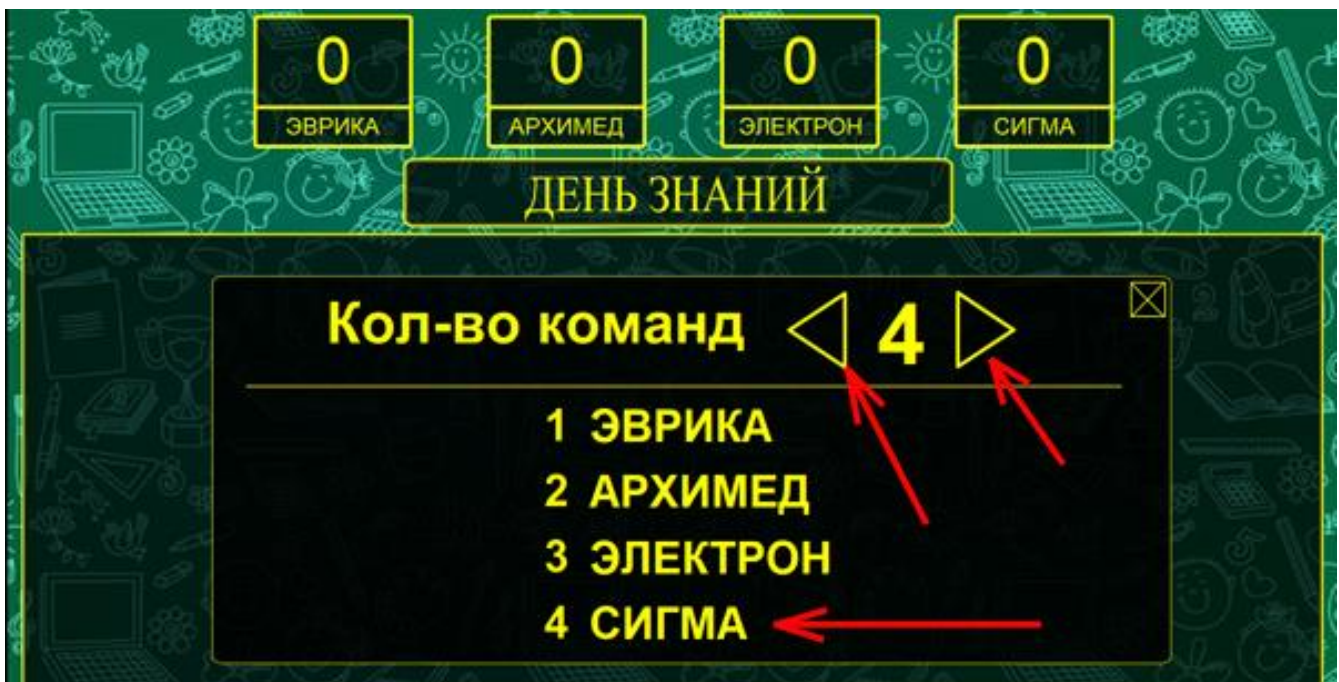 0 0 0 0
ЭВРИКА АРХИМЕД ЭЛЕКТРОН СИГМА
ДЕНЬ ЗНАНИЙ
Кол-во команд 4
1 ЭВРИКА
2 АРХИМЕД
3 ЭЛЕКТРОН
4 СИГМА